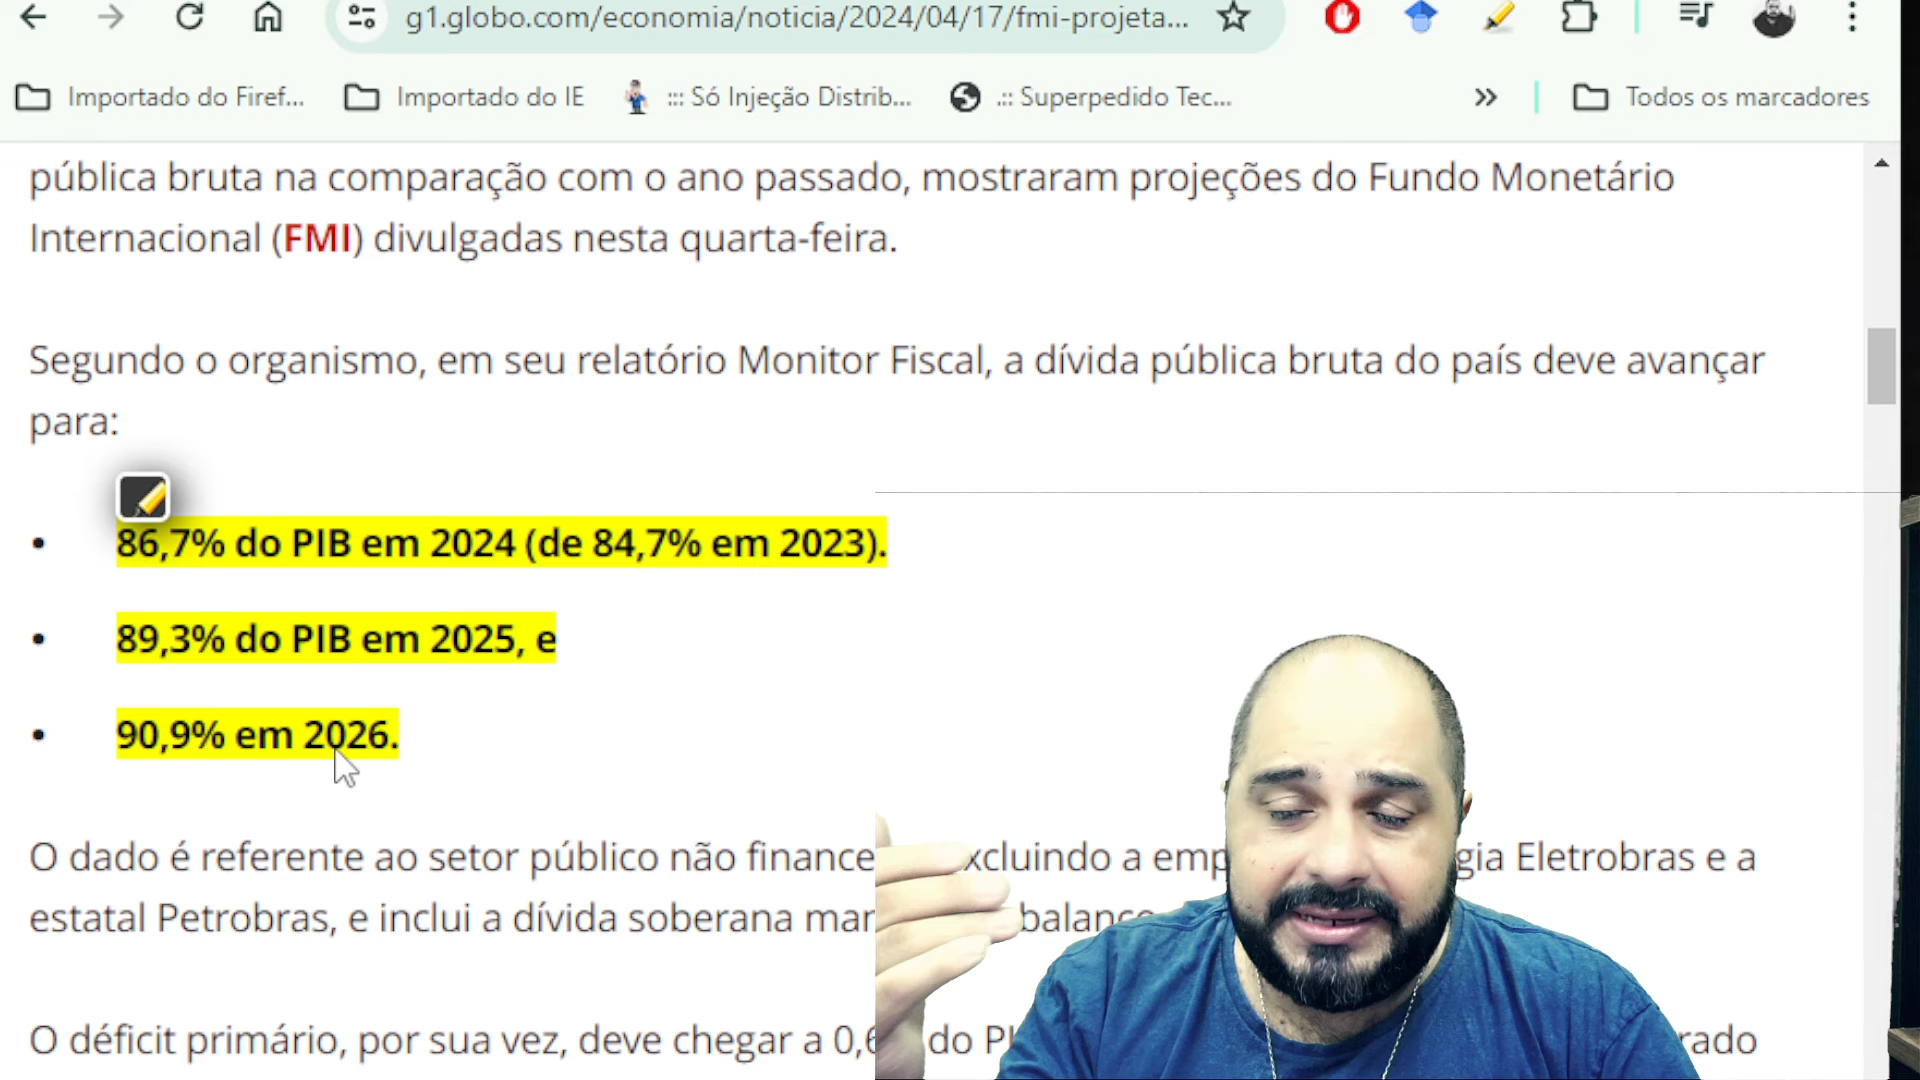 g1.globo.com/economia/noticia/2024/04/17/fmi-projeta...
Importado do Firef... Importado do IE ::: Só Injeção Distrib... .:: Superpedido Tec... » Todos os marcadores
pública bruta na comparação com o ano passado, mostraram projeções do Fundo Monetário
Internacional (FMI) divulgadas nesta quarta-feira.
Segundo o organismo, em seu relatório Monitor Fiscal, a dívida pública bruta do país deve avançar
para:
• 86,7% do PIB em 2024 (de 84,7% em 2023).
• 89,3% do PIB em 2025, e
• 90,9% em 2026.
O dado é referente ao setor público não finance xcluindo a emp gia Eletrobras e a
estatal Petrobras, e inclui a dívida soberana mar balanço
O déficit primário, por sua vez, deve chegar a 0,6 do PI rado